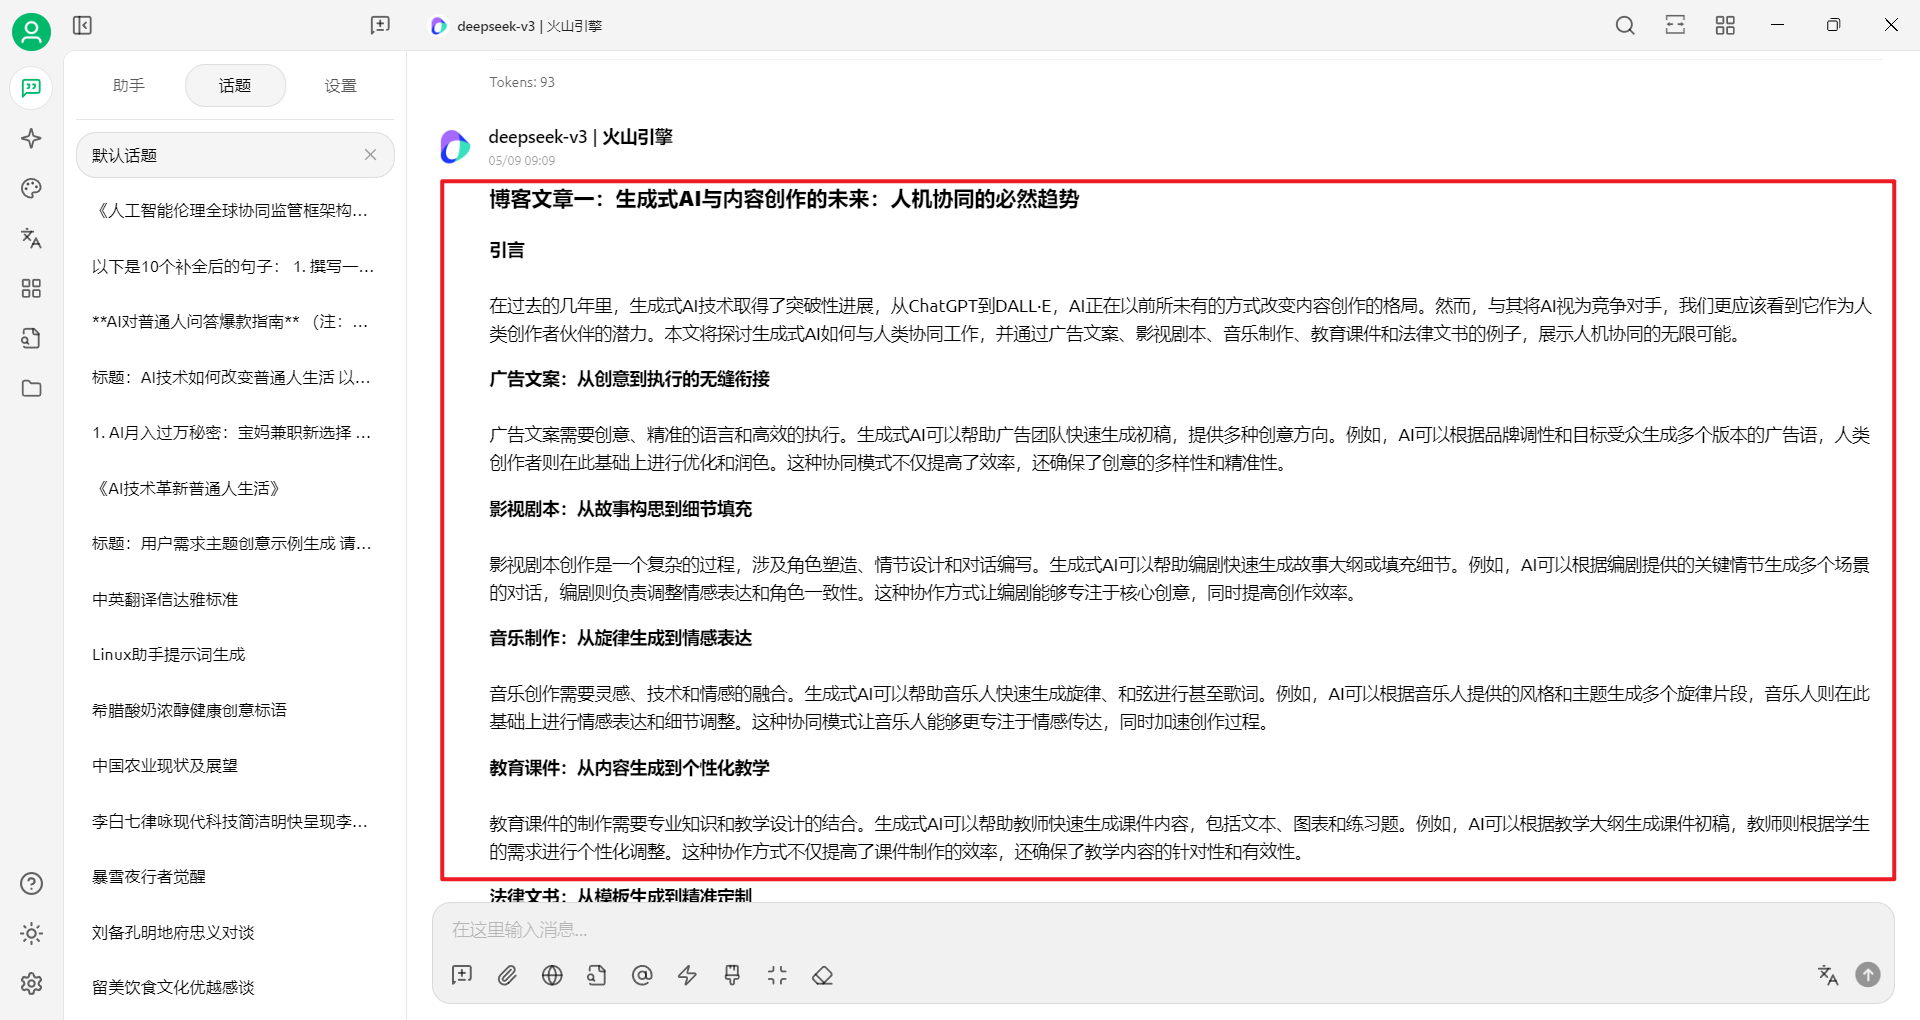 deepseek-v3 | 火山引擎
助手
话题
设置
默认话题
《人工智能伦理全球协同监管框架构...
以下是10个补全后的句子： 1. 撰写一...
**AI对普通人问答爆款指南** （注：...
标题：AI技术如何改变普通人生活 以...
1. AI月入过万秘密：宝妈兼职新选择 ...
《AI技术革新普通人生活》
标题：用户需求主题创意示例生成 请...
中英翻译信达雅标准
Linux助手提示词生成
希腊酸奶浓醇健康创意标语
中国农业现状及展望
李白七律咏现代科技简洁明快呈现李...
暴雪夜行者觉醒
刘备孔明地府忠义对谈
留美饮食文化优越感谈
Tokens: 93
deepseek-v3 | 火山引擎
05/09 09:09
博客文章一：生成式AI与内容创作的未来：人机协同的必然趋势
引言
在过去的几年里，生成式AI技术取得了突破性进展，从ChatGPT到DALL·E，AI正在以前所未有的方式改变内容创作的格局。然而，与其将AI视为竞争对手，我们更应该看到它作为人
类创作者伙伴的潜力。本文将探讨生成式AI如何与人类协同工作，并通过广告文案、影视剧本、音乐制作、教育课件和法律文书的例子，展示人机协同的无限可能。
广告文案：从创意到执行的无缝衔接
广告文案需要创意、精准的语言和高效的执行。生成式AI可以帮助广告团队快速生成初稿，提供多种创意方向。例如，AI可以根据品牌调性和目标受众生成多个版本的广告语，人类
创作者则在此基础上进行优化和润色。这种协同模式不仅提高了效率，还确保了创意的多样性和精准性。
影视剧本：从故事构思到细节填充
影视剧本创作是一个复杂的过程，涉及角色塑造、情节设计和对话编写。生成式AI可以帮助编剧快速生成故事大纲或填充细节。例如，AI可以根据编剧提供的关键情节生成多个场景
的对话，编剧则负责调整情感表达和角色一致性。这种协作方式让编剧能够专注于核心创意，同时提高创作效率。
音乐制作：从旋律生成到情感表达
音乐创作需要灵感、技术和情感的融合。生成式AI可以帮助音乐人快速生成旋律、和弦进行甚至歌词。例如，AI可以根据音乐人提供的风格和主题生成多个旋律片段，音乐人则在此
基础上进行情感表达和细节调整。这种协同模式让音乐人能够更专注于情感传达，同时加速创作过程。
教育课件：从内容生成到个性化教学
教育课件的制作需要专业知识和教学设计的结合。生成式AI可以帮助教师快速生成课件内容，包括文本、图表和练习题。例如，AI可以根据教学大纲生成课件初稿，教师则根据学生
的需求进行个性化调整。这种协作方式不仅提高了课件制作的效率，还确保了教学内容的针对性和有效性。
法律文书：从模板生成到精准定制
在这里输入消息...